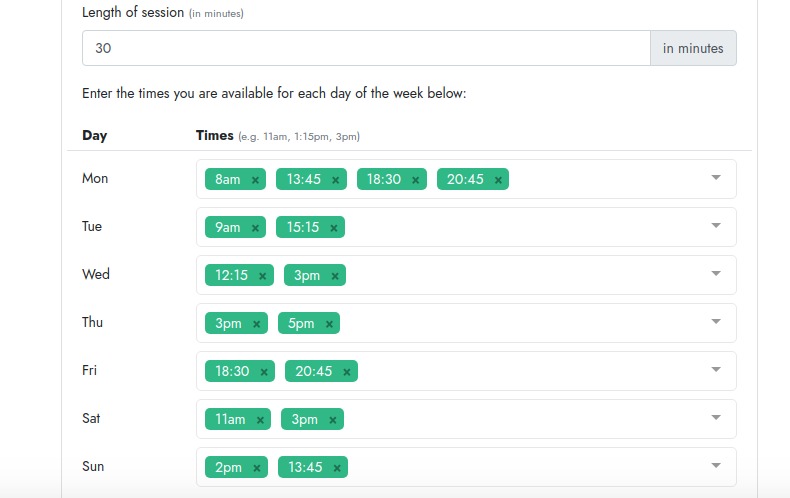 Length of session (in minutes)
30 in minutes
Enter the times you are available for each day of the week below:
Day Times (e.g. 11am, 1:15pm, 3pm)
Mon 8am × 13:45 × 18:30 × 20:45 ×
Tue 9am × 15:15 ×
Wed 12:15 × 3pm ×
Thu 3pm × 5pm ×
Fri 18:30 × 20:45 ×
Sat 11am × 3pm ×
Sun 2pm × 13:45 ×